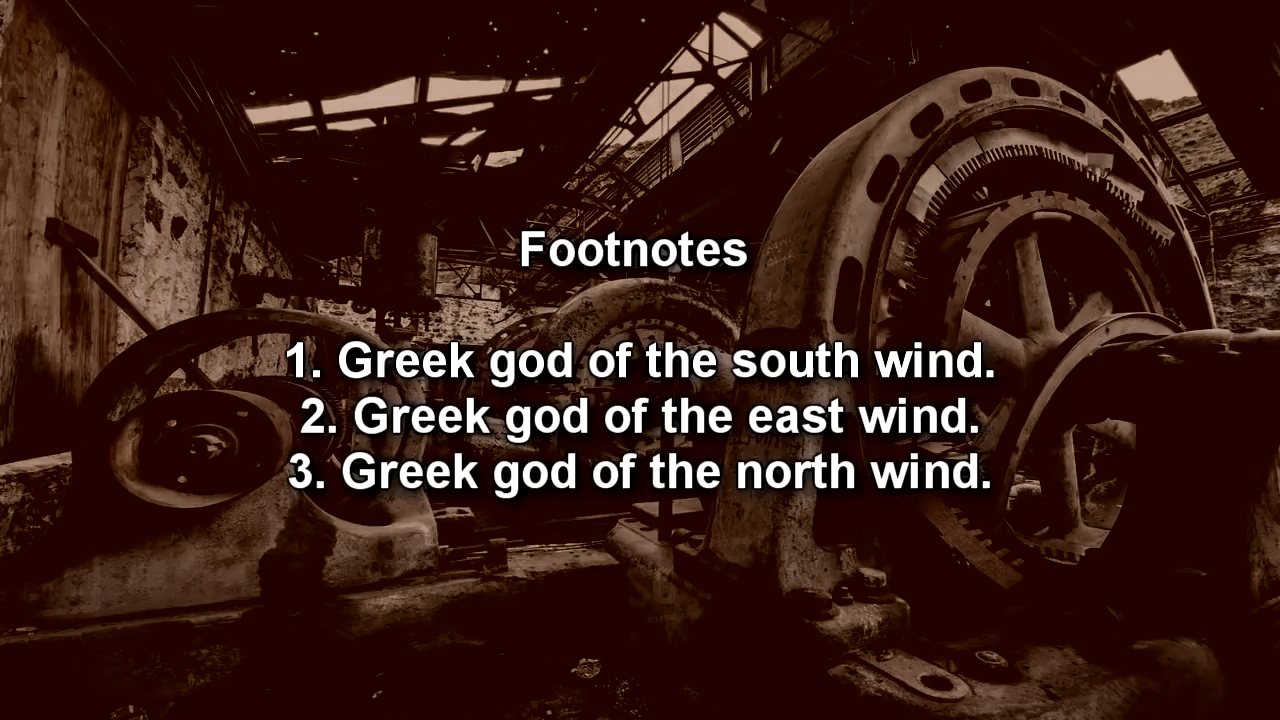 Footnotes
1. Greek god of the south wind.
2. Greek god of the east wind.
3. Greek god of the north wind.